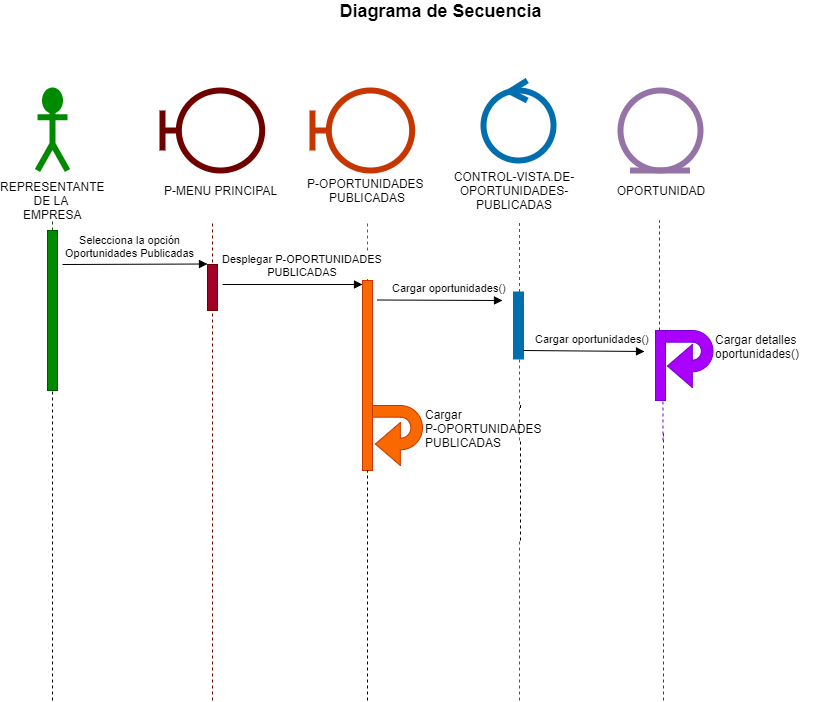 Diagrama de Secuencia
REPRESENTANTE
DE LA
EMPRESA
P-MENU PRINCIPAL
P-OPORTUNIDADES
PUBLICADAS
CONTROL-VISTA.DE-
OPORTUNIDADES-
PUBLICADAS
OPORTUNIDAD
Selecciona la opción
Oportunidades Publicadas
Desplegar P-OPORTUNIDADES
PUBLICADAS
Cargar oportunidades()
Cargar oportunidades()
Cargar detalles
oportunidades()
Cargar
P-OPORTUNIDADES
PUBLICADAS